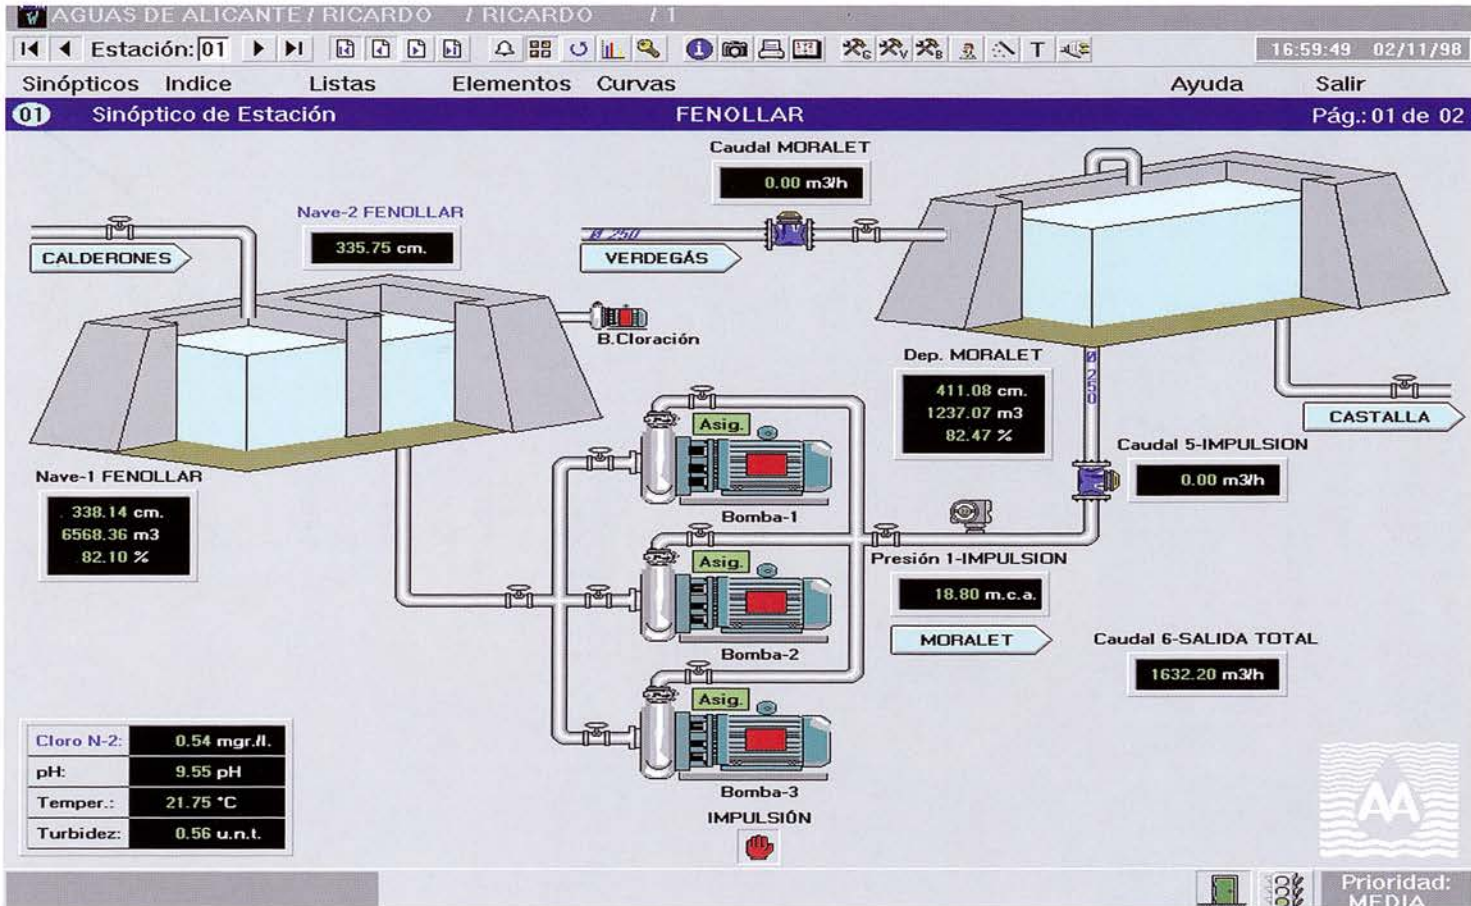 AGUAS DE ALICANTE / RICARDO / RICARDO / 1
Estación: 01
T
16:59:49 02/11/98
Sinópticos Indice Listas Elementos Curvas Ayuda Salir
01 Sinóptico de Estación FENOLLAR Pág.: 01 de 02
Caudal MORALET
0.00 m3/h
Nave-2 FENOLLAR
335.75 cm.
CALDERONES
Ø 250
VERDEGÁS
B.Cloración
Dep. MORALET
411.08 cm.
1237.07 m3
82.47 %
Ø 250
CASTALLA
Caudal 5-IMPULSION
0.00 m3/h
Nave-1 FENOLLAR
338.14 cm.
6568.36 m3
82.10 %
Asig.
Bomba-1
Asig.
Bomba-2
Asig.
Bomba-3
IMPULSIÓN
Presión 1-IMPULSION
18.80 m.c.a.
MORALET
Caudal 6-SALIDA TOTAL
1632.20 m3/h
Cloro N-2: 0.54 mgr./l.
pH: 9.55 pH
Temper.: 21.75 °C
Turbidez: 0.56 u.n.t.
AA
Prioridad:
MEDIA